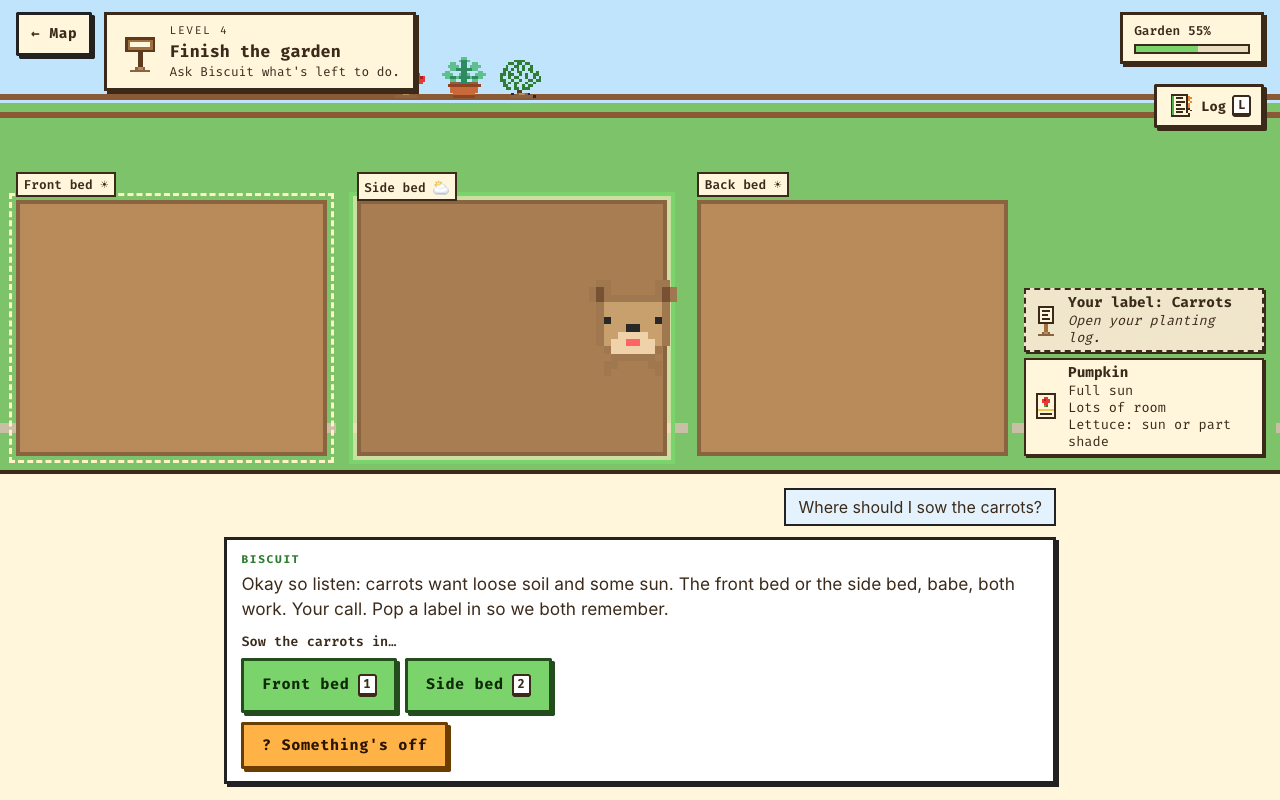 ← Map
LEVEL 4
Finish the garden
Ask Biscuit what's left to do.
Garden 55%
Log L
Front bed ☀
Side bed ⛅
Back bed ☀
Your label: Carrots
Open your planting
log.
Pumpkin
Full sun
Lots of room
Lettuce: sun or part
shade
Where should I sow the carrots?
BISCUIT
Okay so listen: carrots want loose soil and some sun. The front bed or the side bed, babe, both
work. Your call. Pop a label in so we both remember.
Sow the carrots in…
Front bed 1
Side bed 2
? Something's off